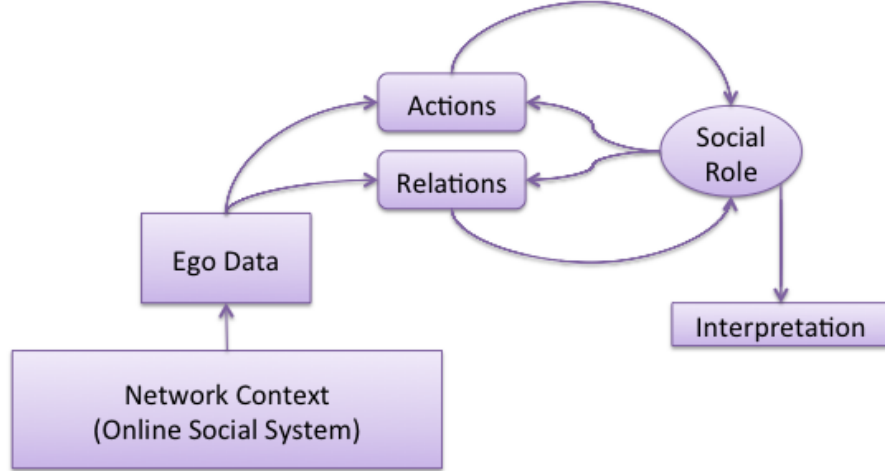 Actions
Relations
Social
Role
Ego Data
Interpretation
Network Context
(Online Social System)